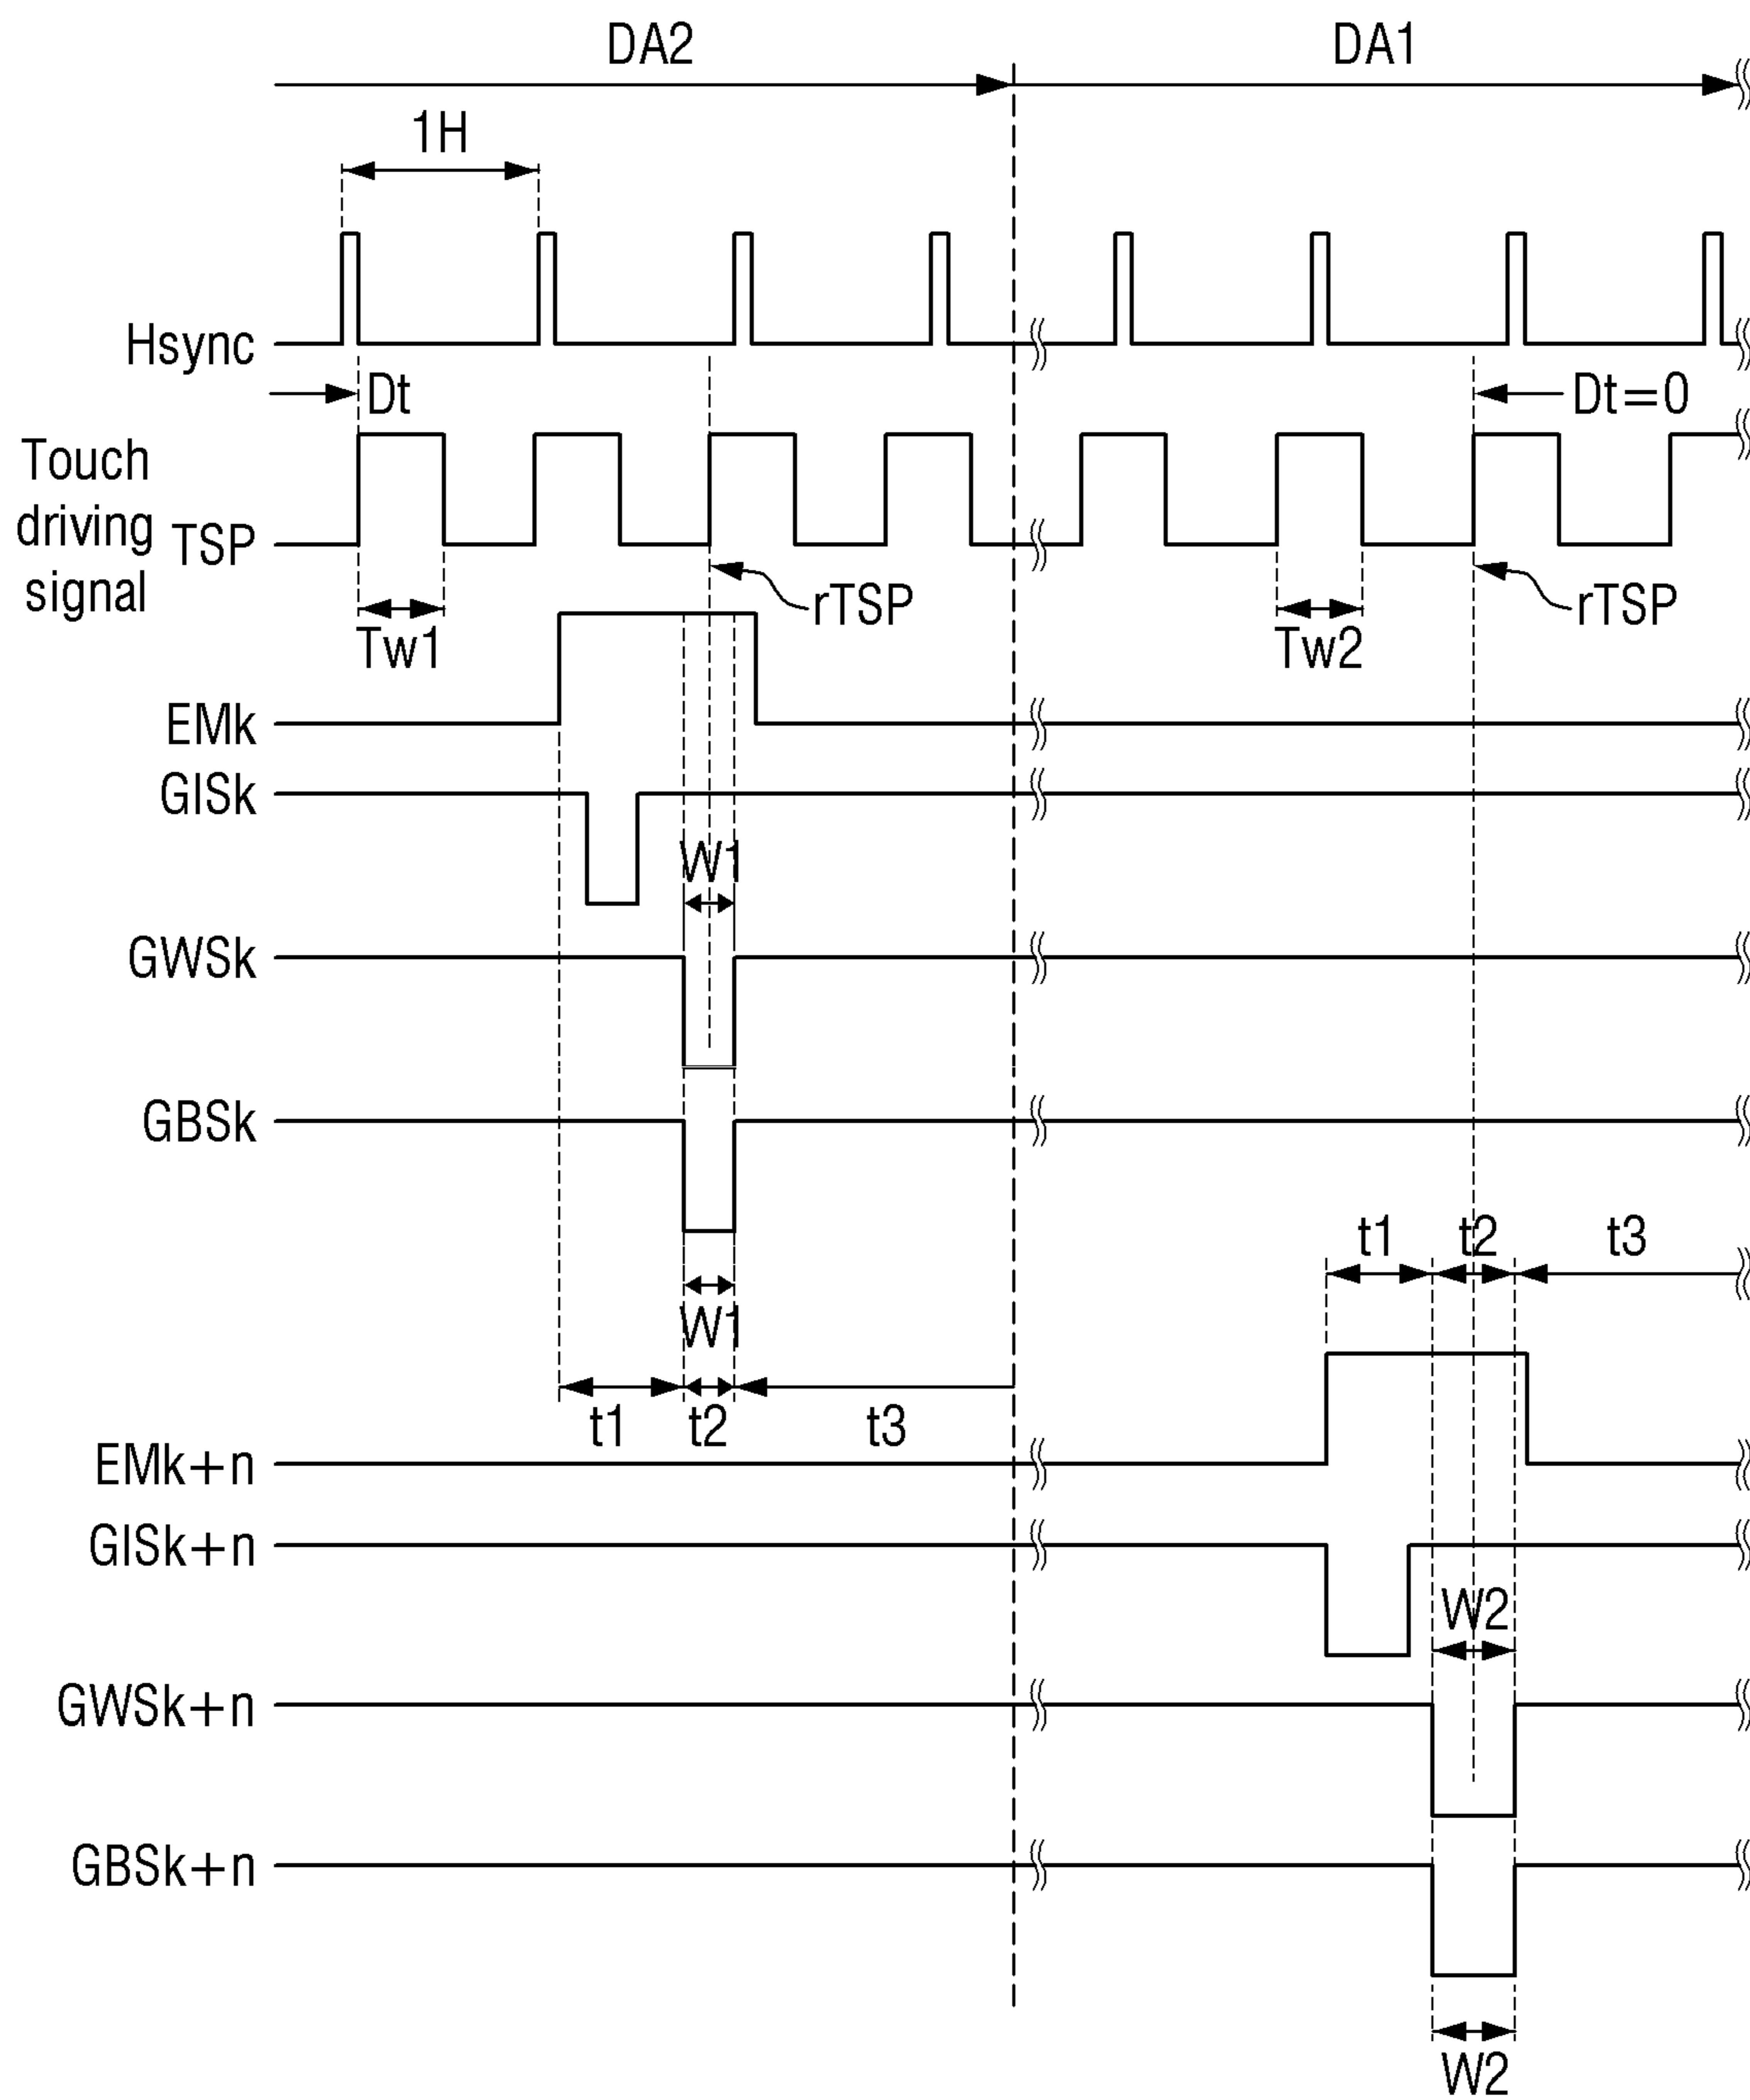 DA2 DA1
1H
Hsync
Dt Dt=0
Touch
driving
signal
TSP
rTSP rTSP
Tw1 Tw2
EMk
GISk
W1
GWSk
GBSk
t1 t2 t3
W1
t1 t2 t3
EMk+n
GISk+n
W2
GWSk+n
GBSk+n
W2